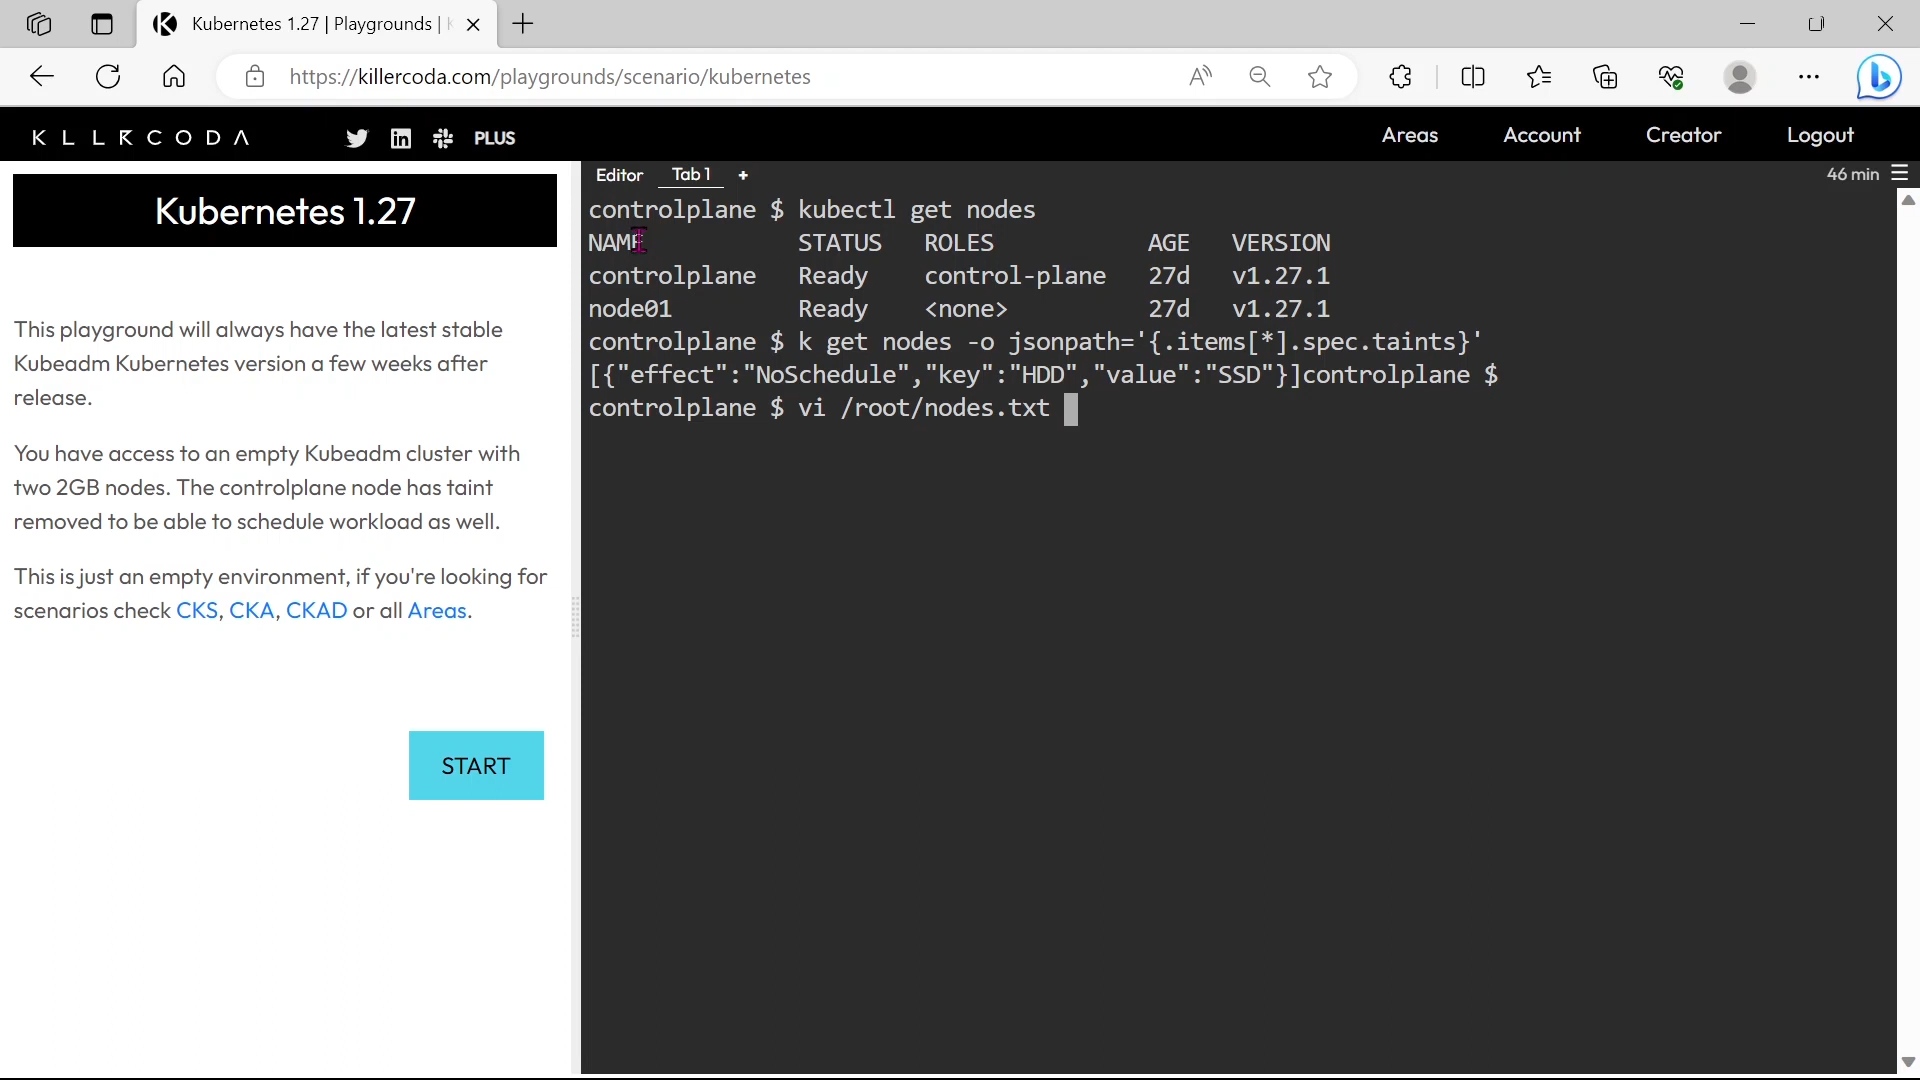 Kubernetes 1.27 | Playgrounds |
https://killercoda.com/playgrounds/scenario/kubernetes
KLLRCODA
PLUS
Areas
Account
Creator
Logout
Kubernetes 1.27
This playground will always have the latest stable
Kubeadm Kubernetes version a few weeks after
release.
You have access to an empty Kubeadm cluster with
two 2GB nodes. The controlplane node has taint
removed to be able to schedule workload as well.
This is just an empty environment, if you're looking for
scenarios check CKS, CKA, CKAD or all Areas.
START
Editor
Tab 1
+
46 min
controlplane $ kubectl get nodes
NAME STATUS ROLES AGE VERSION
controlplane Ready control-plane 27d v1.27.1
node01 Ready <none> 27d v1.27.1
controlplane $ k get nodes -o jsonpath='{.items[*].spec.taints}'
[{"effect":"NoSchedule","key":"HDD","value":"SSD"}]controlplane $
controlplane $ vi /root/nodes.txt